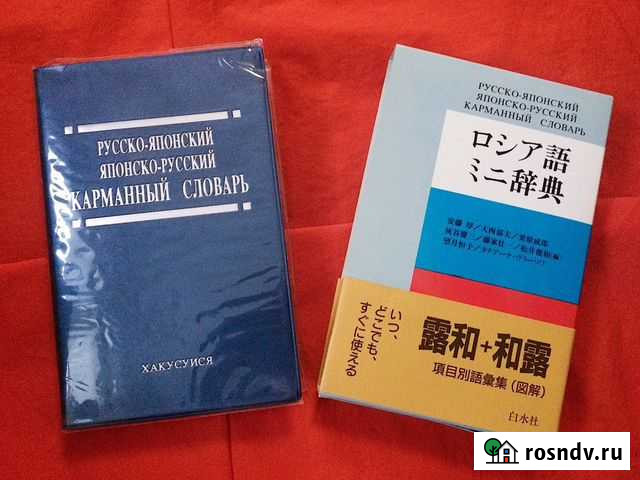 РУССКО-ЯПОНСКИЙ
ЯПОНСКО-РУССКИЙ
КАРМАННЫЙ СЛОВАРЬ
ХАКУСУИСЯ
РУССКО-ЯПОНСКИЙ
ЯПОНСКО-РУССКИЙ
КАРМАННЫЙ СЛОВАРЬ
ロシア語
ミニ辞典
いつ、
どこでも、
すぐに使える
露和+和露
項目別語彙集(図解)
白水社
rosndv.ru